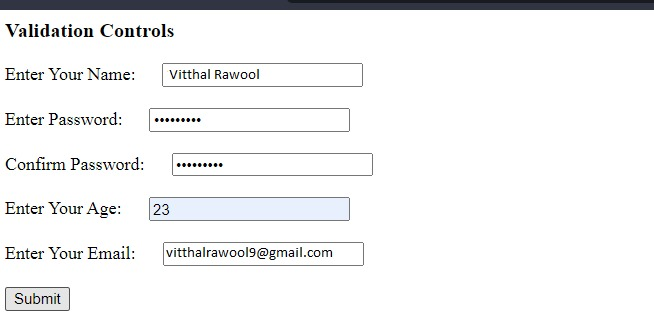 Validation Controls
Enter Your Name: Vitthal Rawool
Enter Password: •••••••••
Confirm Password: •••••••••
Enter Your Age: 23
Enter Your Email: vitthalrawool9@gmail.com
Submit